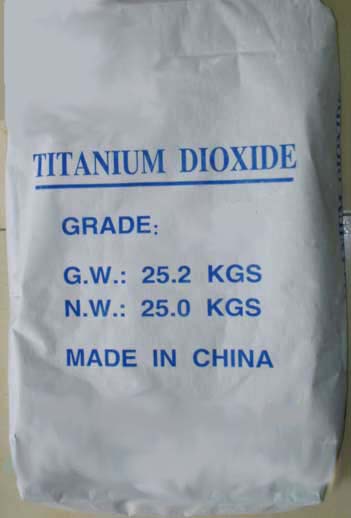 TITANIUM DIOXIDE
GRADE:
G.W.: 25.2 KGS
N.W.: 25.0 KGS
MADE IN CHINA